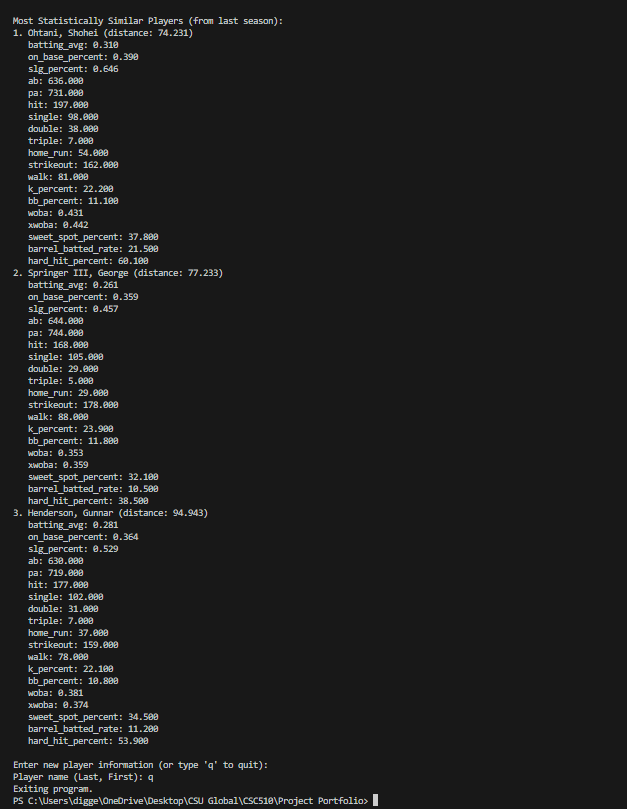 Most Statistically Similar Players (from last season):
1. Ohtani, Shohei (distance: 74.231)
batting_avg: 0.310
on_base_percent: 0.390
slg_percent: 0.646
ab: 636.000
pa: 731.000
hit: 197.000
single: 98.000
double: 38.000
triple: 7.000
home_run: 54.000
strikeout: 162.000
walk: 81.000
k_percent: 22.200
bb_percent: 11.100
woba: 0.431
xwoba: 0.442
sweet_spot_percent: 37.800
barrel_batted_rate: 21.500
hard_hit_percent: 60.100
2. Springer III, George (distance: 77.233)
batting_avg: 0.261
on_base_percent: 0.359
slg_percent: 0.457
ab: 644.000
pa: 744.000
hit: 168.000
single: 105.000
double: 29.000
triple: 5.000
home_run: 29.000
strikeout: 178.000
walk: 88.000
k_percent: 23.900
bb_percent: 11.800
woba: 0.353
xwoba: 0.359
sweet_spot_percent: 32.100
barrel_batted_rate: 10.500
hard_hit_percent: 38.500
3. Henderson, Gunnar (distance: 94.943)
batting_avg: 0.281
on_base_percent: 0.364
slg_percent: 0.529
ab: 630.000
pa: 719.000
hit: 177.000
single: 102.000
double: 31.000
triple: 7.000
home_run: 37.000
strikeout: 159.000
walk: 78.000
k_percent: 22.100
bb_percent: 10.800
woba: 0.381
xwoba: 0.374
sweet_spot_percent: 34.500
barrel_batted_rate: 11.200
hard_hit_percent: 53.900
Enter new player information (or type 'q' to quit):
Player name (Last, First): q
Exiting program.
PS C:\Users\digge\OneDrive\Desktop\CSU Global\CSC510\Project Portfolio>